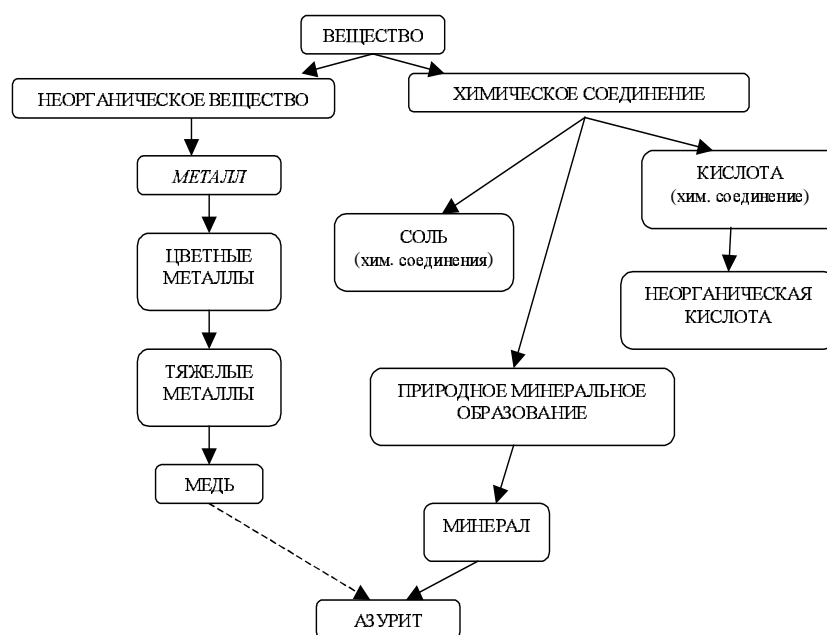 ВЕЩЕСТВО
НЕОРГАНИЧЕСКОЕ ВЕЩЕСТВО
ХИМИЧЕСКОЕ СОЕДИНЕНИЕ
МЕТАЛЛ
КИСЛОТА
(хим. соединение)
СОЛЬ
(хим. соединения)
ЦВЕТНЫЕ
МЕТАЛЛЫ
НЕОРГАНИЧЕСКАЯ
КИСЛОТА
ТЯЖЕЛЫЕ
МЕТАЛЛЫ
ПРИРОДНОЕ МИНЕРАЛЬНОЕ
ОБРАЗОВАНИЕ
МЕДЬ
МИНЕРАЛ
АЗУРИТ